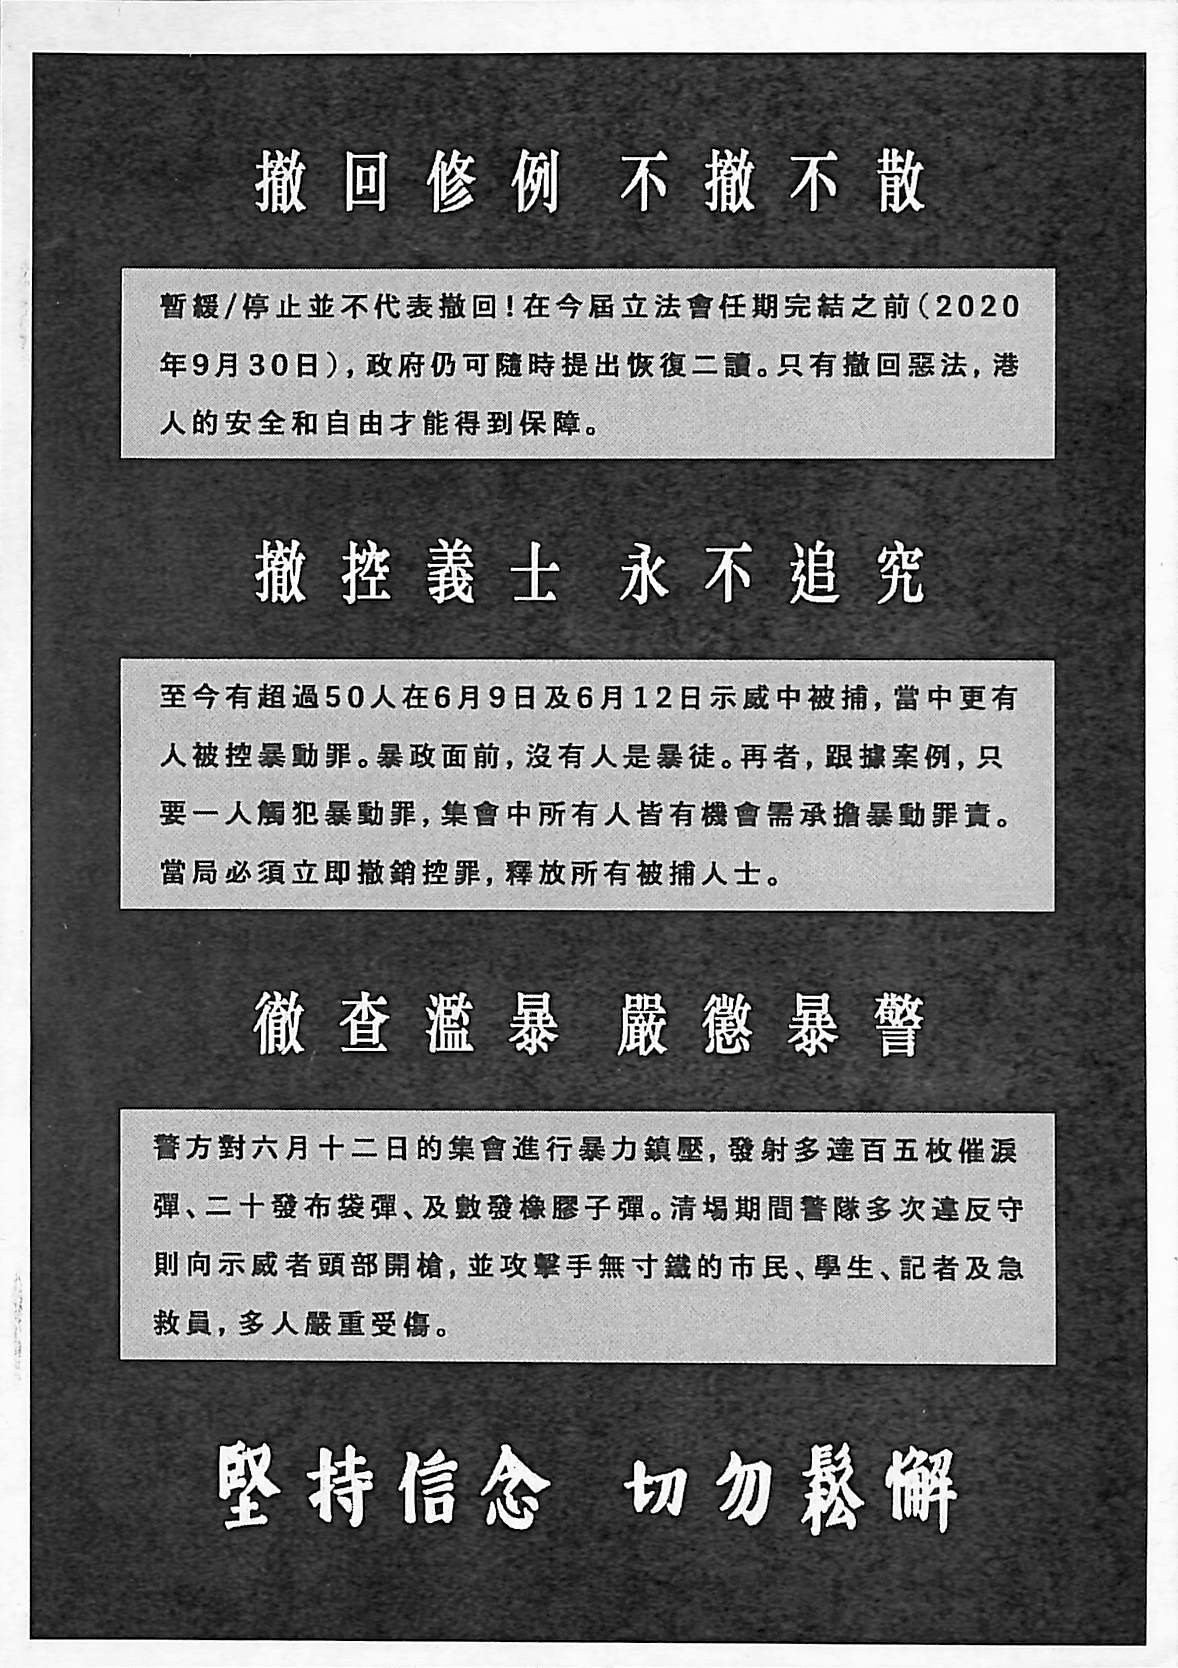 撤回修例 不撤不散
暫緩/停止並不代表撤回!在今屆立法會任期完結之前(2020
年9月30日),政府仍可隨時提出恢復二讀。只有撤回惡法,港
人的安全和自由才能得到保障。
撤控義士 永不追究
至今有超過50人在6月9日及6月12日示威中被捕,當中更有
人被控暴動罪。暴政面前,沒有人是暴徒。再者,跟據案例,只
要一人觸犯暴動罪,集會中所有人皆有機會需承擔暴動罪責。
當局必須立即撤銷控罪,釋放所有被捕人士。
徹查濫暴 嚴懲暴警
警方對六月十二日的集會進行暴力鎮壓,發射多達百五枚催淚
彈、二十發布袋彈、及數發橡膠子彈。清場期間警隊多次違反守
則向示威者頭部開槍,並攻擊手無寸鐵的市民、學生、記者及急
救員,多人嚴重受傷。
堅持信念 切勿鬆懈